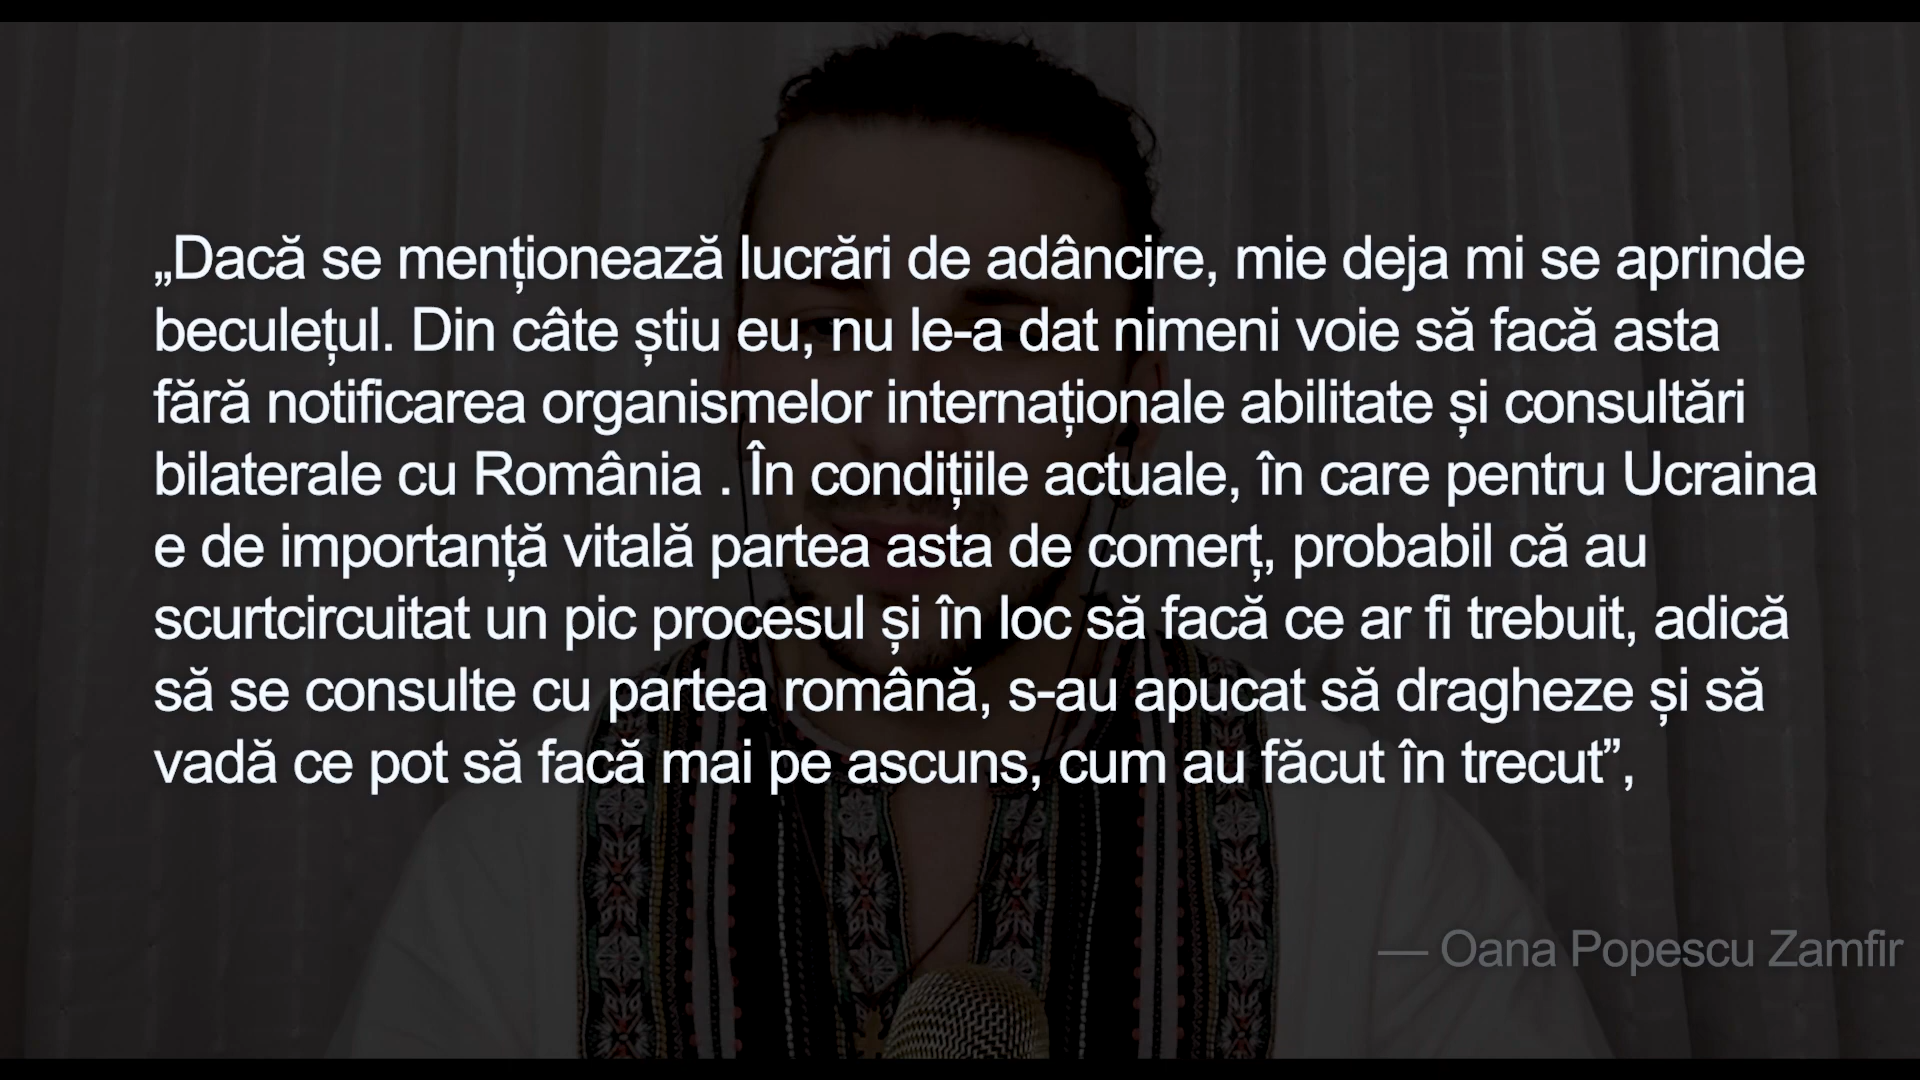 „Dacă se menționează lucrări de adâncire, mie deja mi se aprinde
beculețul. Din câte știu eu, nu le-a dat nimeni voie să facă asta
fără notificarea organismelor internaționale abilitate și consultări
bilaterale cu România . În condițiile actuale, în care pentru Ucraina
e de importanță vitală partea asta de comerț, probabil că au
scurtcircuitat un pic procesul și în loc să facă ce ar fi trebuit, adică
să se consulte cu partea română, s-au apucat să dragheze și să
vadă ce pot să facă mai pe ascuns, cum au făcut în trecut”,
— Oana Popescu Zamfir